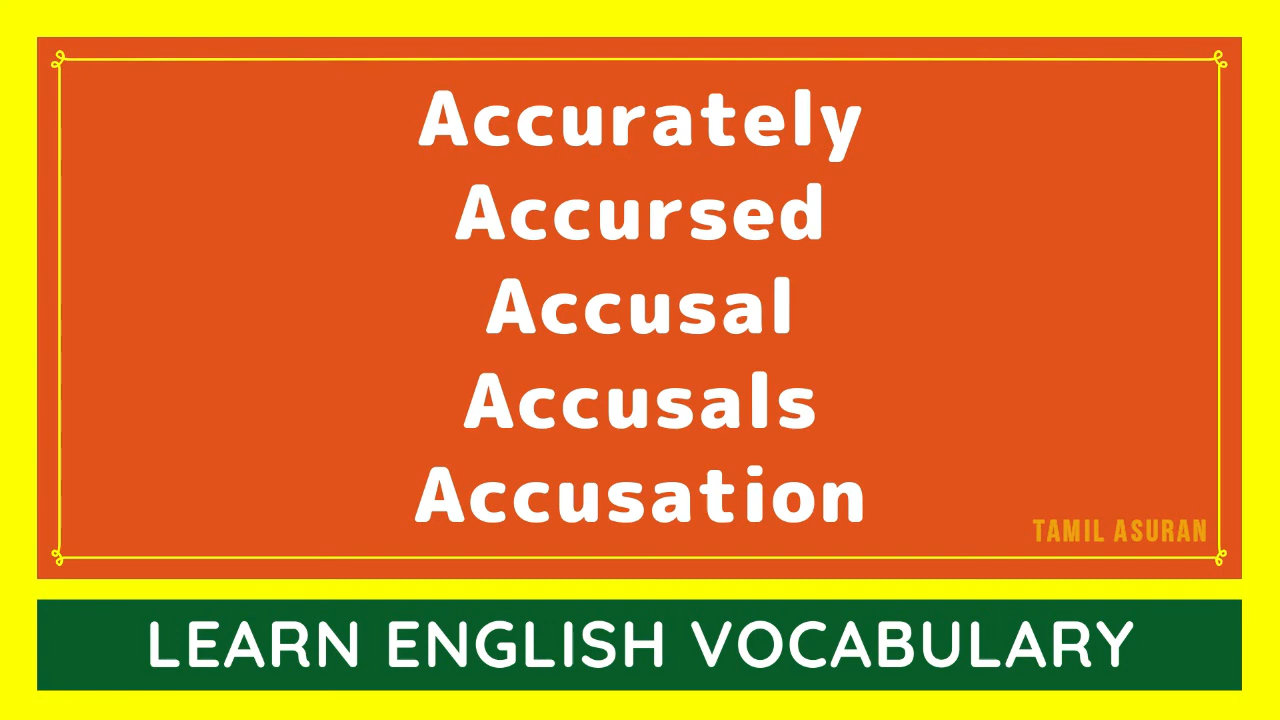 Accurately
Accursed
Accusal
Accusals
Accusation
TAMIL ASURAN
LEARN ENGLISH VOCABULARY